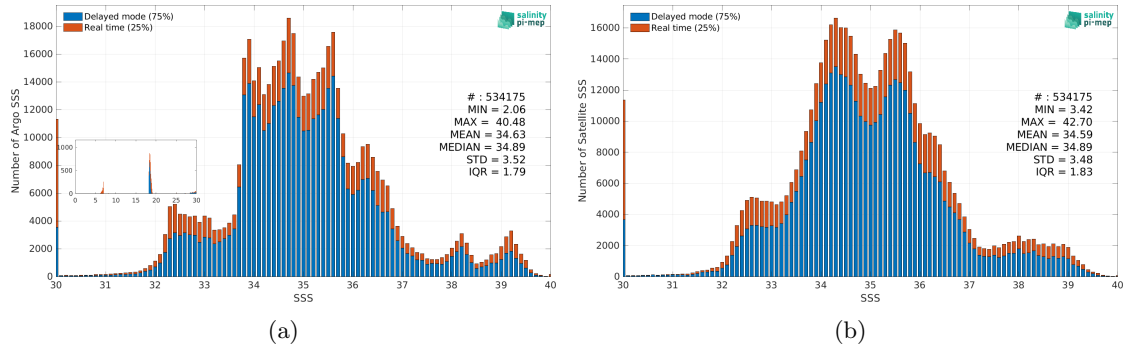 Delayed mode (75%)
Real time (25%)
salinity
pi-mep
# : 534175
MIN = 2.06
MAX = 40.48
MEAN = 34.63
MEDIAN = 34.89
STD = 3.52
IQR = 1.79
Number of Argo SSS
18000
16000
14000
12000
10000
8000
6000
4000
2000
0
1000
500
0
0 5 10 15 20 25 30
30 31 32 33 34 35 36 37 38 39 40
SSS
(a)
Delayed mode (75%)
Real time (25%)
salinity
pi-mep
# : 534175
MIN = 3.42
MAX = 42.70
MEAN = 34.59
MEDIAN = 34.89
STD = 3.48
IQR = 1.83
Number of Satellite SSS
16000
14000
12000
10000
8000
6000
4000
2000
0
30 31 32 33 34 35 36 37 38 39 40
SSS
(b)